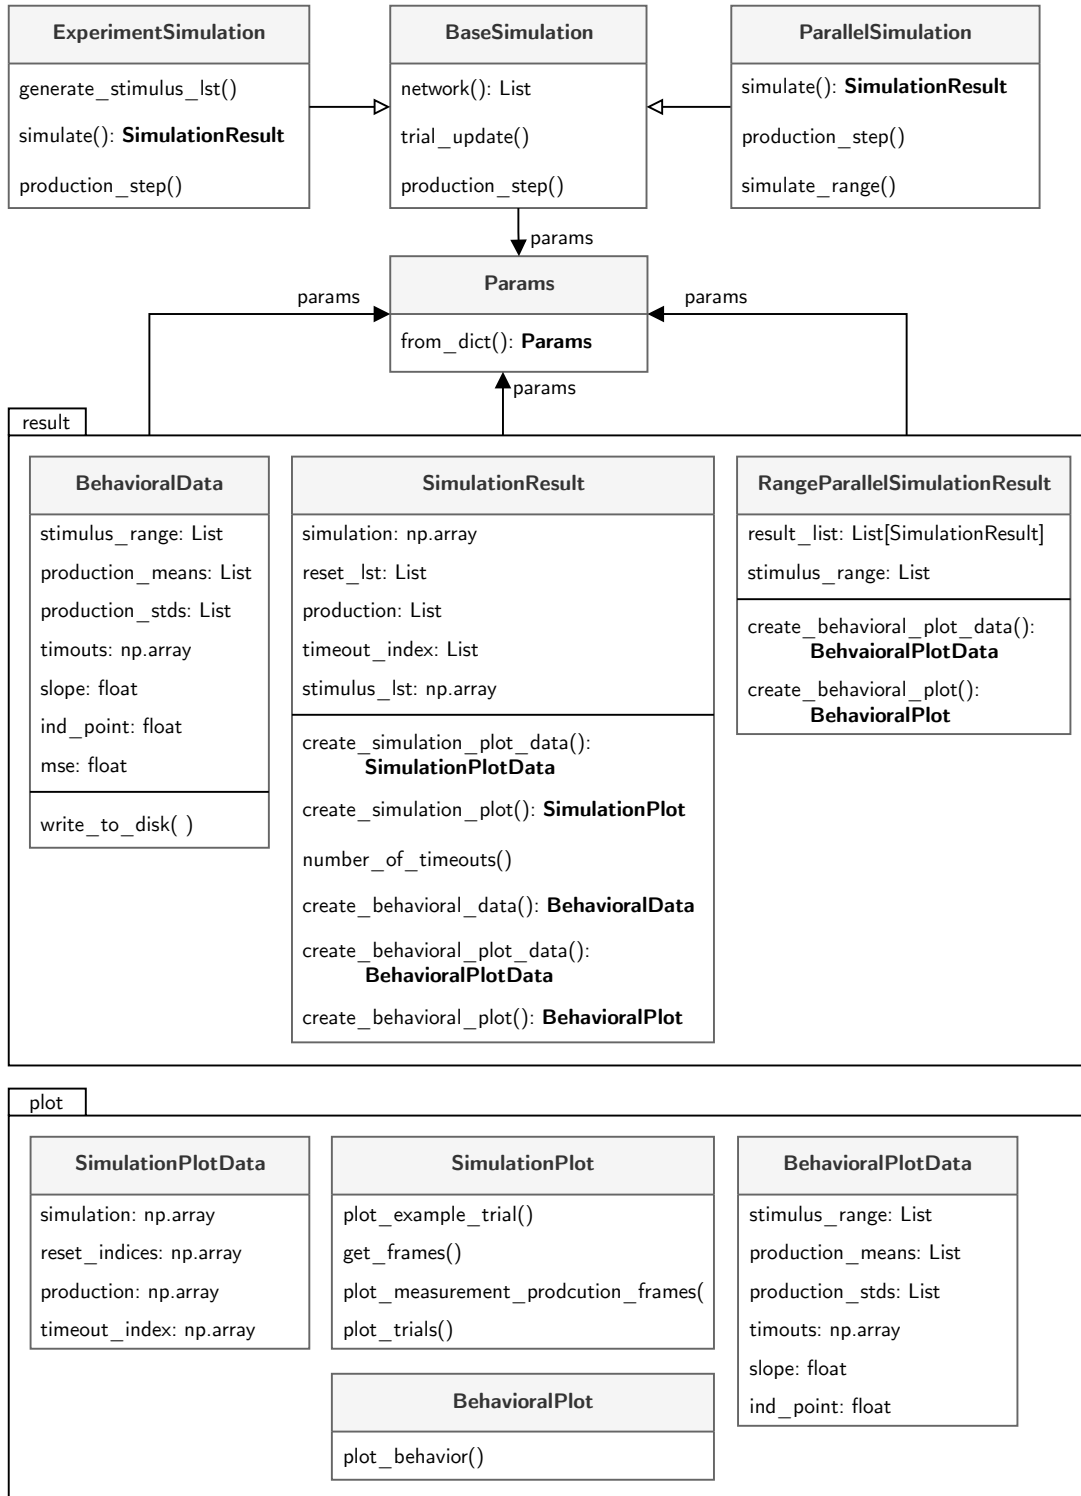 ExperimentSimulation
generate_stimulus_lst()
simulate(): SimulationResult
production_step()
BaseSimulation
network(): List
trial_update()
production_step()
ParallelSimulation
simulate(): SimulationResult
production_step()
simulate_range()
params
Params
from_dict(): Params
params
params
params
result
BehavioralData
stimulus_range: List
production_means: List
production_stds: List
timouts: np.array
slope: float
ind_point: float
mse: float
write_to_disk( )
SimulationResult
simulation: np.array
reset_lst: List
production: List
timeout_index: List
stimulus_lst: np.array
create_simulation_plot_data():
SimulationPlotData
create_simulation_plot(): SimulationPlot
number_of_timeouts()
create_behavioral_data(): BehavioralData
create_behavioral_plot_data():
BehavioralPlotData
create_behavioral_plot(): BehavioralPlot
RangeParallelSimulationResult
result_list: List[SimulationResult]
stimulus_range: List
create_behavioral_plot_data():
BehvaioralPlotData
create_behavioral_plot():
BehavioralPlot
plot
SimulationPlotData
simulation: np.array
reset_indices: np.array
production: np.array
timeout_index: np.array
SimulationPlot
plot_example_trial()
get_frames()
plot_measurement_prodcution_frames(
plot_trials()
BehavioralPlot
plot_behavior()
BehavioralPlotData
stimulus_range: List
production_means: List
production_stds: List
timouts: np.array
slope: float
ind_point: float